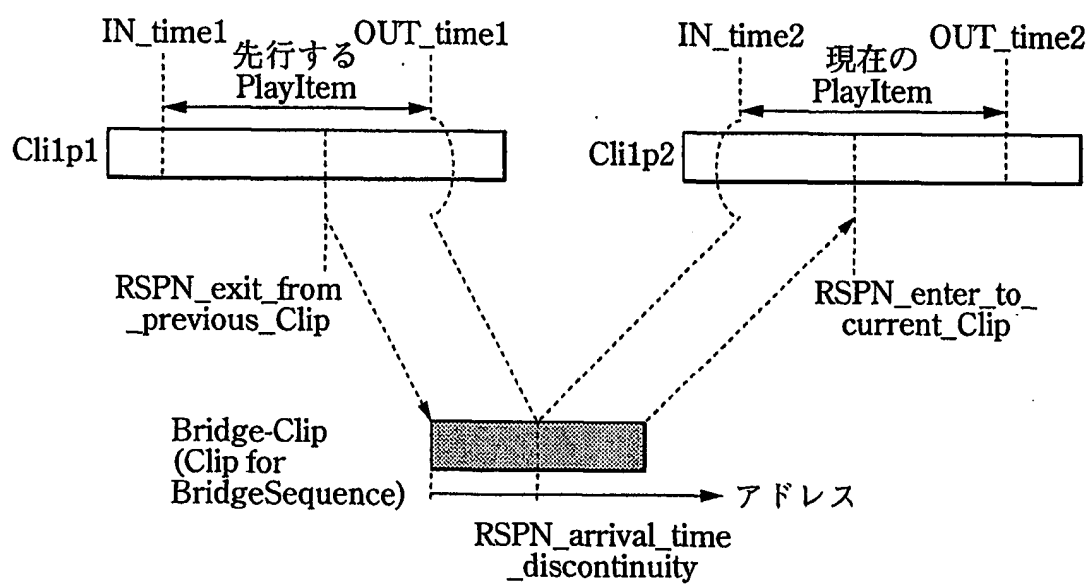 IN_time1
OUT_time1
先行する
PlayItem
IN_time2
OUT_time2
現在の
PlayItem
Cli1p1
Cli1p2
RSPN_exit_from
_previous_Clip
RSPN_enter_to_
current_Clip
Bridge-Clip
(Clip for
BridgeSequence)
アドレス
RSPN_arrival_time
_discontinuity